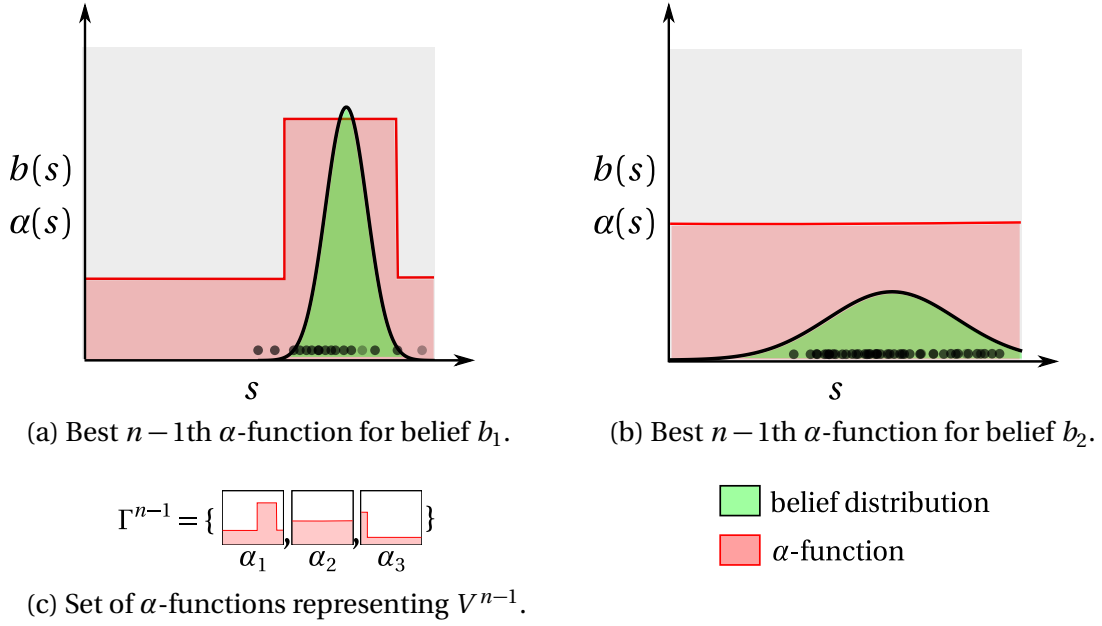 b(s)
α(s)
s
(a) Best n − 1th α-function for belief b₁.
b(s)
α(s)
s
(b) Best n − 1th α-function for belief b₂.
Γⁿ⁻¹ = { , , }
α₁ α₂ α₃
(c) Set of α-functions representing Vⁿ⁻¹.
belief distribution
α-function